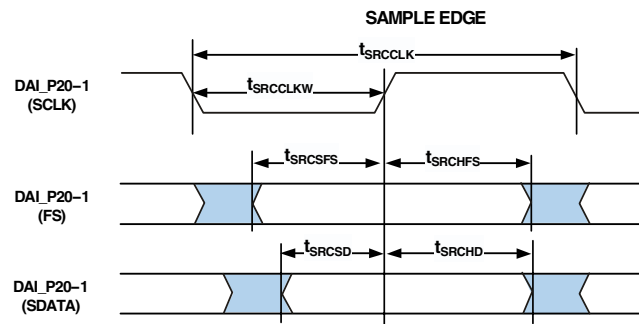 SAMPLE EDGE
tSRCCLK
DAI_P20–1
(SCLK)
tSRCCLKW
tSRCSFS
tSRCHFS
DAI_P20–1
(FS)
tSRCSD
tSRCHD
DAI_P20–1
(SDATA)